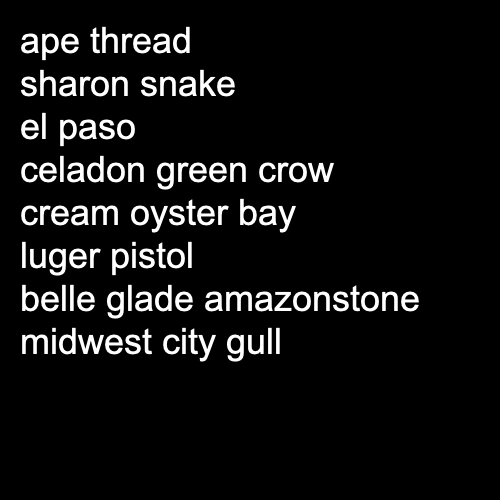 ape thread
sharon snake
el paso
celadon green crow
cream oyster bay
luger pistol
belle glade amazonstone
midwest city gull